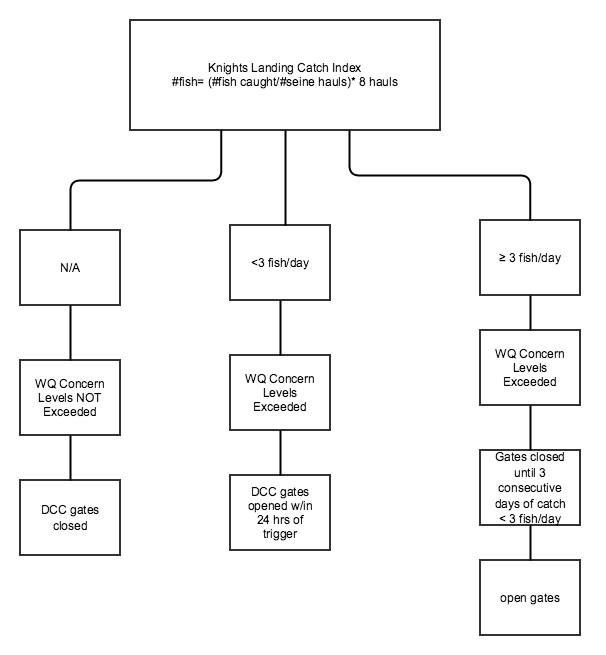 Knights Landing Catch Index
#fish= (#fish caught/#seine hauls)* 8 hauls
N/A
<3 fish/day
≥ 3 fish/day
WQ Concern
Levels NOT
Exceeded
WQ Concern
Levels
Exceeded
WQ Concern
Levels
Exceeded
DCC gates
closed
DCC gates
opened w/in
24 hrs of
trigger
Gates closed
until 3
consecutive
days of catch
< 3 fish/day
open gates